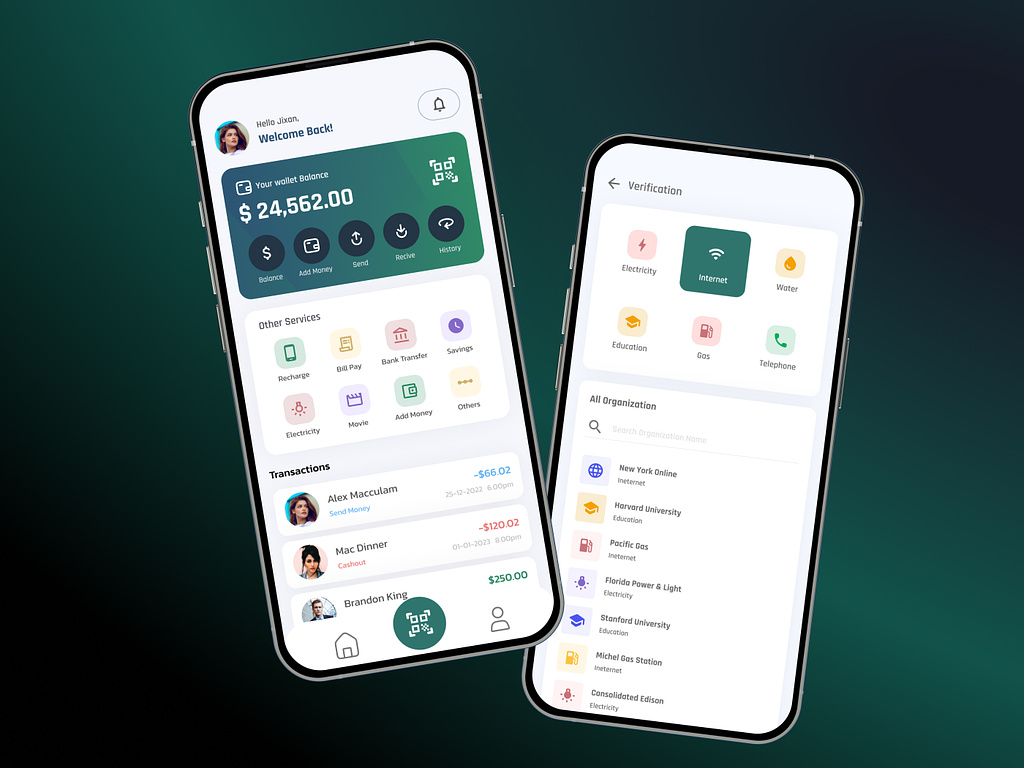 Hello Jixan,
Welcome Back!
Your wallet Balance
$ 24,562.00
Balance
Add Money
Send
Recive
History
Other Services
Recharge
Bill Pay
Bank Transfer
Savings
Electricity
Movie
Add Money
Others
Transactions
Alex Macculam
-$66.02
Send Money
25-12-2022 6:00pm
Mac Dinner
-$120.02
Cashout
01-01-2023 8:00pm
Brandon King
$250.00
Verification
Electricity
Internet
Water
Education
Gas
Telephone
All Organization
Search Organization Name
New York Online
Ineternet
Harvard University
Education
Pacific Gas
Ineternet
Florida Power & Light
Electricity
Stanford University
Education
Michel Gas Station
Ineternet
Consolidated Edison
Electricity